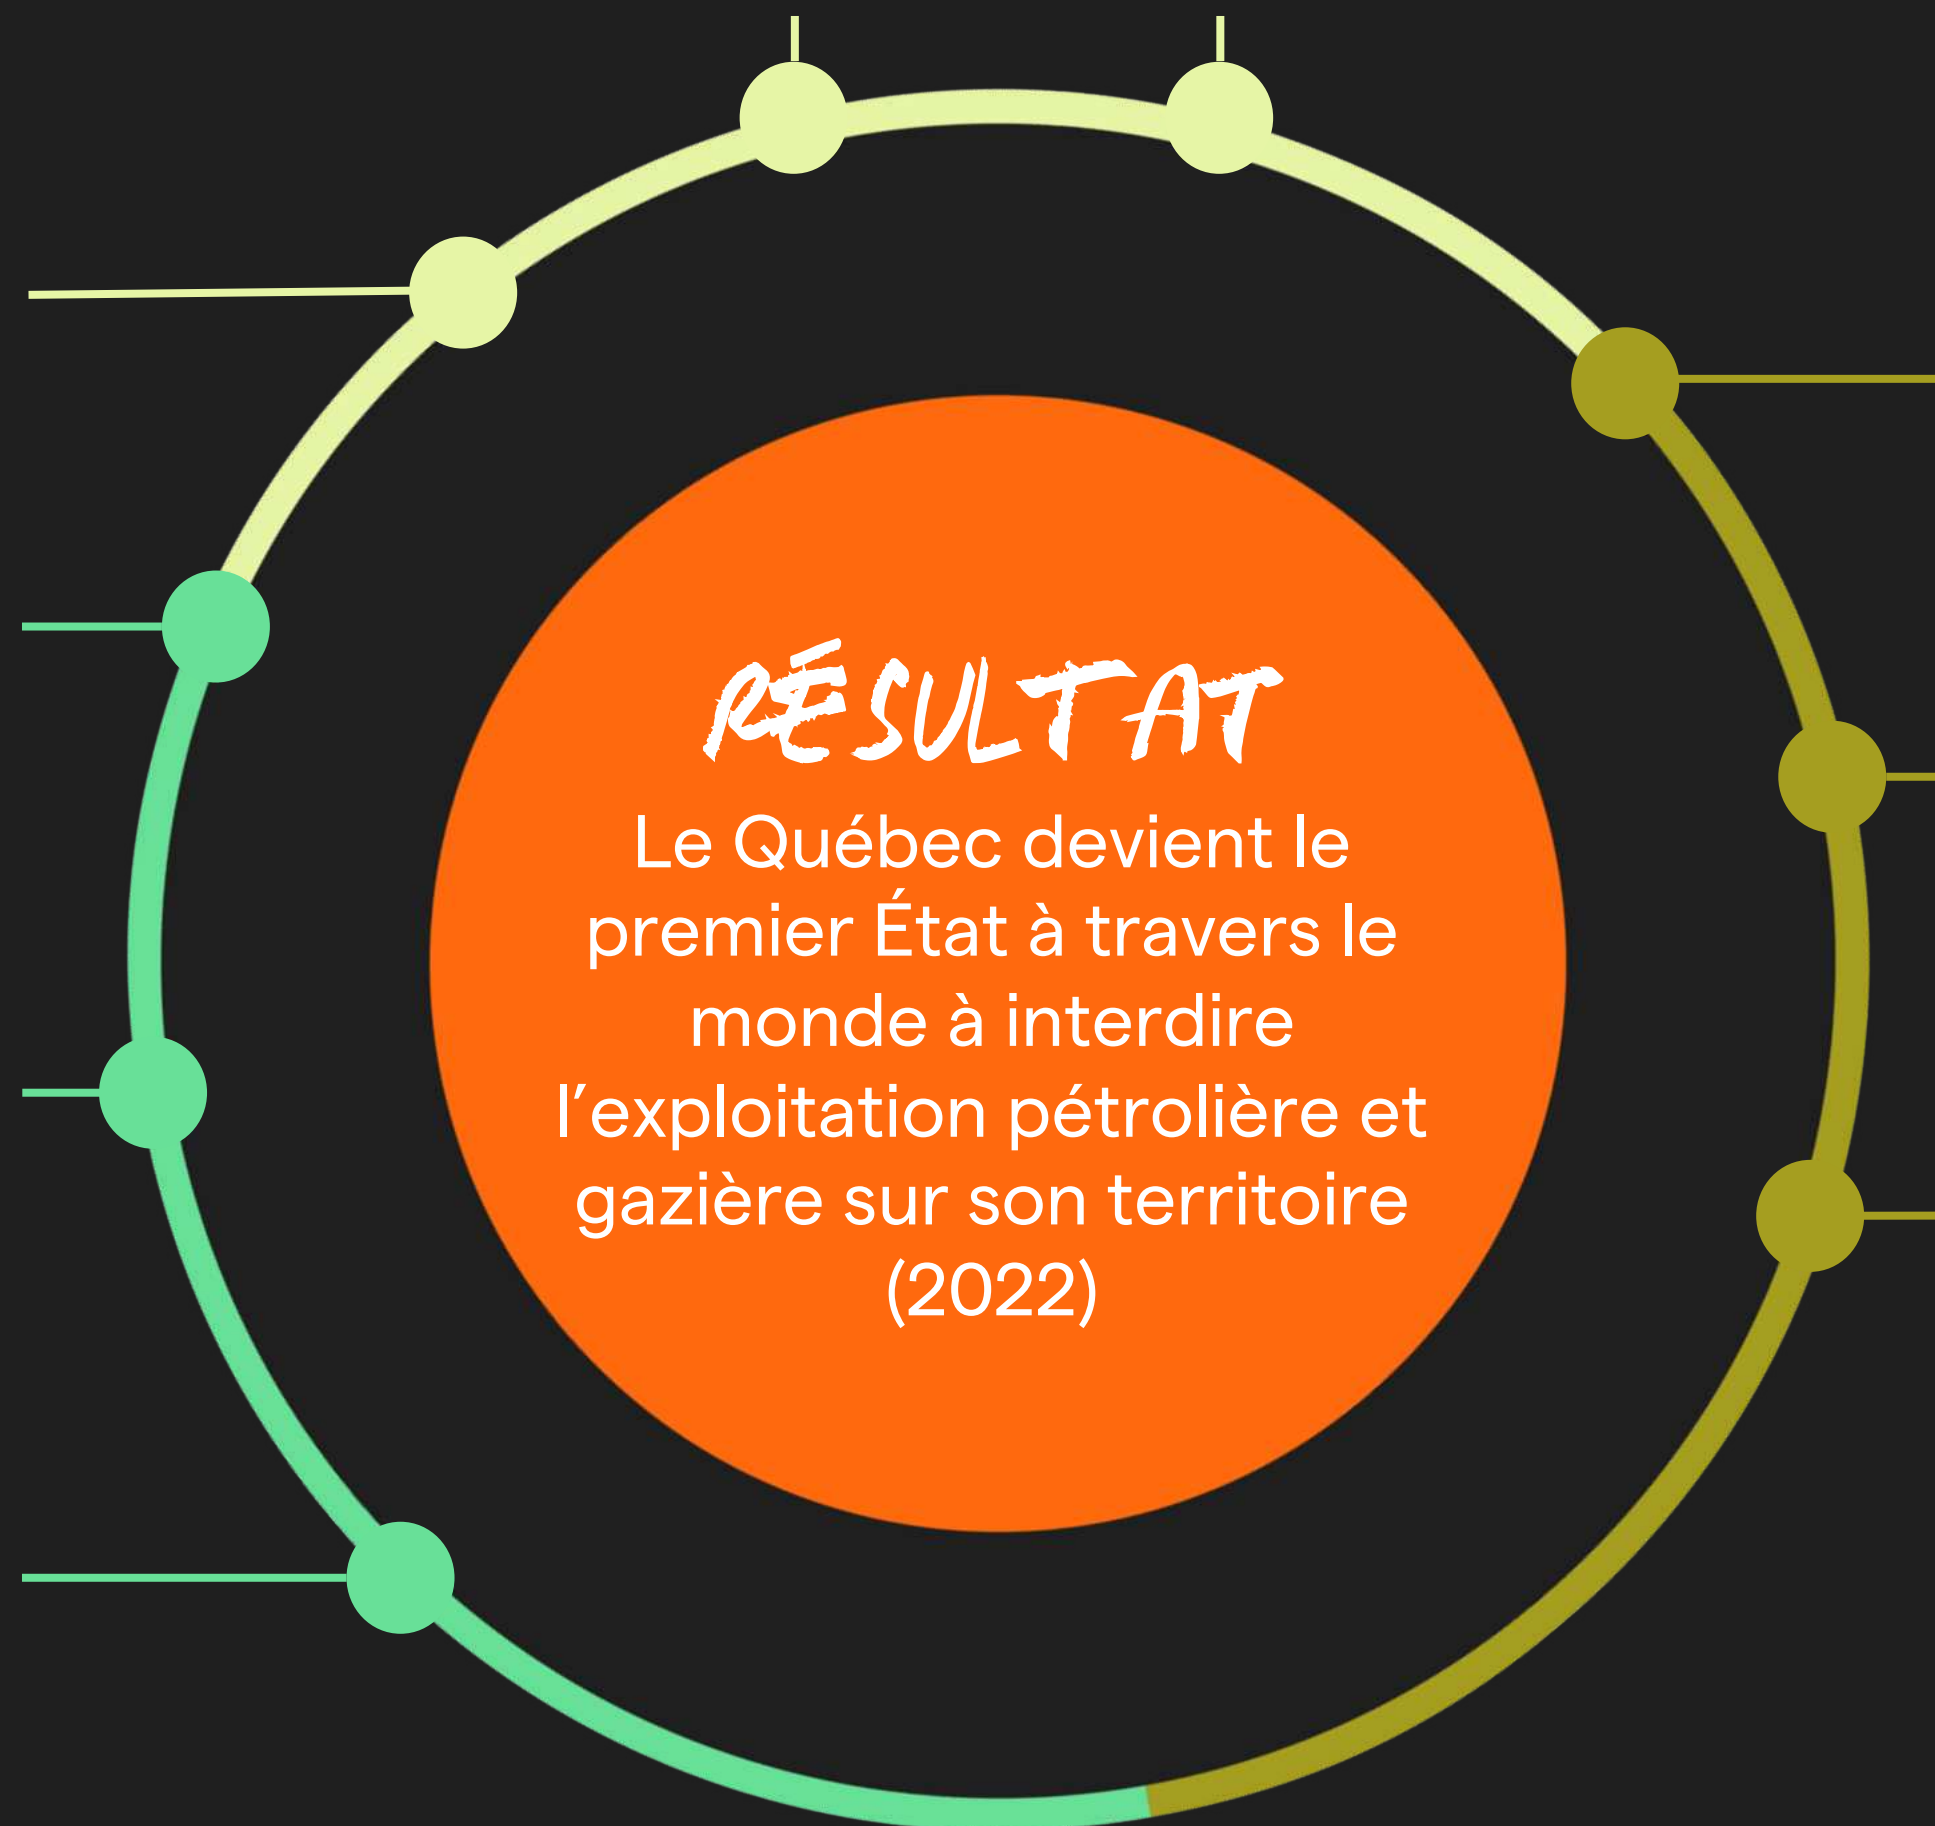 RÉSULTAT
Le Québec devient le
premier État à travers le
monde à interdire
l’exploitation pétrolière et
gazière sur son territoire
(2022)